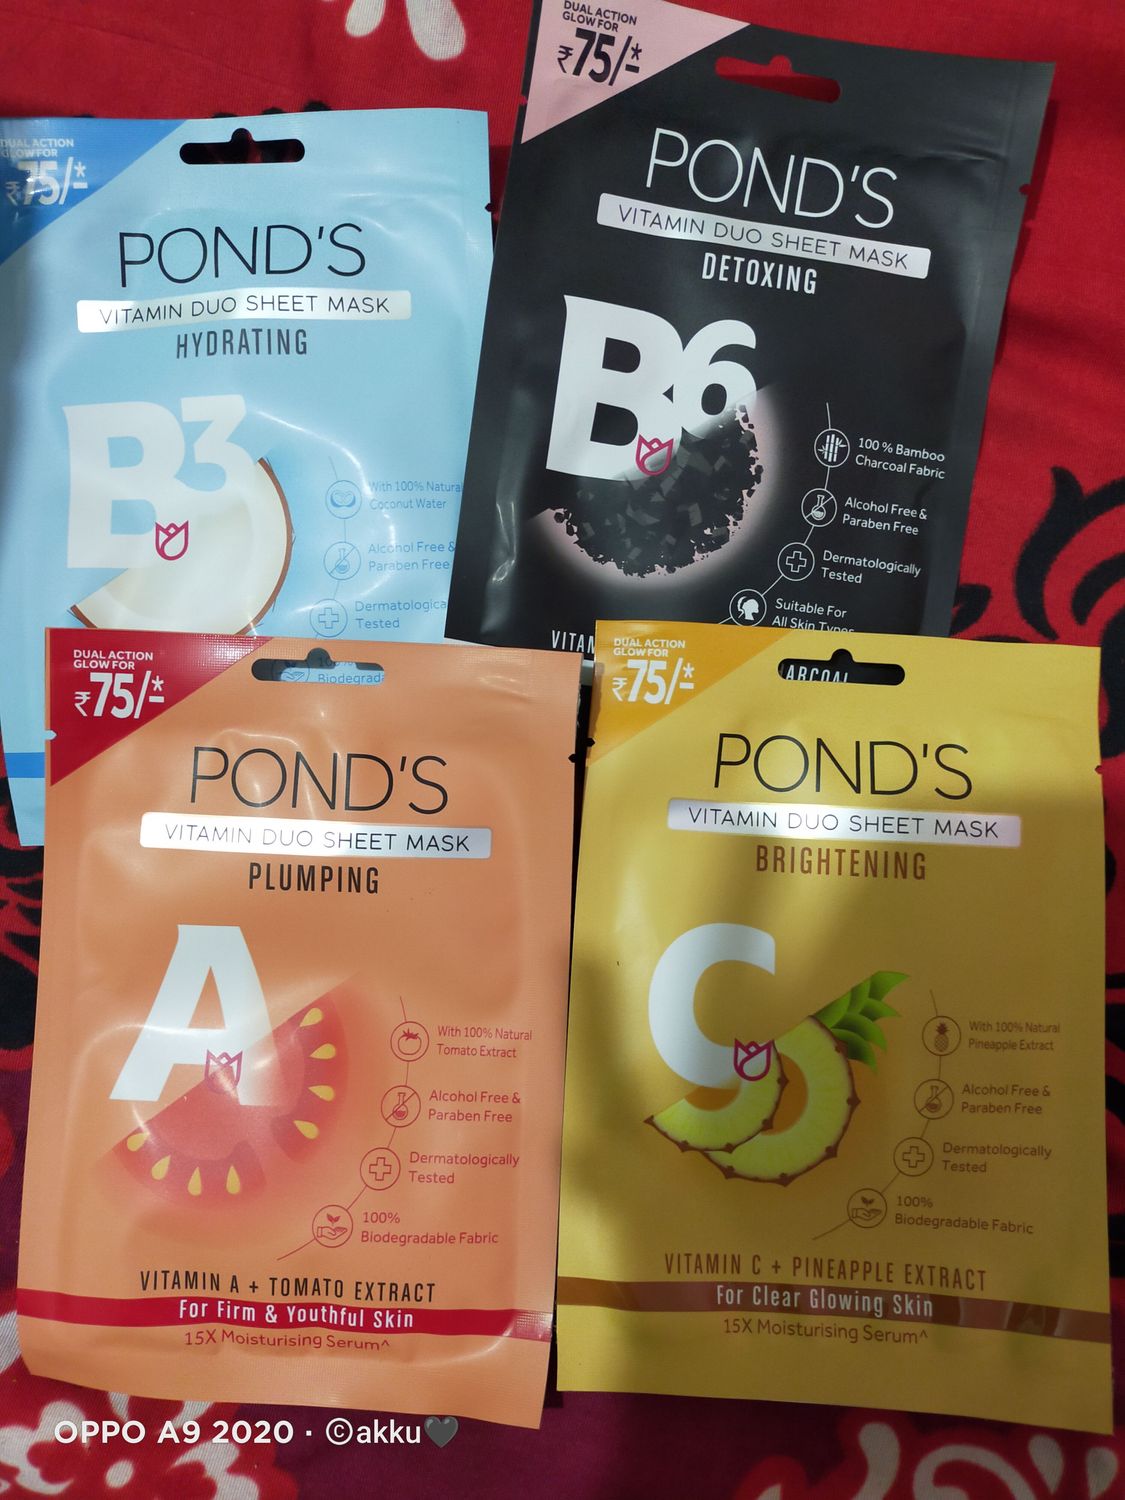 DUAL ACTION
GLOW FOR
₹75/-*
POND'S
VITAMIN DUO SHEET MASK
HYDRATING
B3
With 100% Natural
Coconut Water
Alcohol Free &
Paraben Free
Tested
DUAL ACTION
GLOW FOR
₹75/-*
POND'S
VITAMIN DUO SHEET MASK
DETOXING
B6
100 % Bamboo
Charcoal Fabric
Alcohol Free &
Paraben Free
Dermatologically
Tested
Suitable For
All Skin Types
DUAL ACTION
GLOW FOR
₹75/-*
POND'S
VITAMIN DUO SHEET MASK
PLUMPING
A
With 100% Natural
Tomato Extract
Alcohol Free &
Paraben Free
Dermatologically
Tested
100%
Biodegradable Fabric
VITAMIN A + TOMATO EXTRACT
For Firm & Youthful Skin
15X Moisturising Serum^
DUAL ACTION
GLOW FOR
₹75/-*
POND'S
VITAMIN DUO SHEET MASK
BRIGHTENING
C
With 100% Natural
Pineapple Extract
Alcohol Free &
Paraben Free
Dermatologically
Tested
100%
Biodegradable Fabric
VITAMIN C + PINEAPPLE EXTRACT
For Clear Glowing Skin
15X Moisturising Serum^
OPPO A9 2020 · ©akku🖤